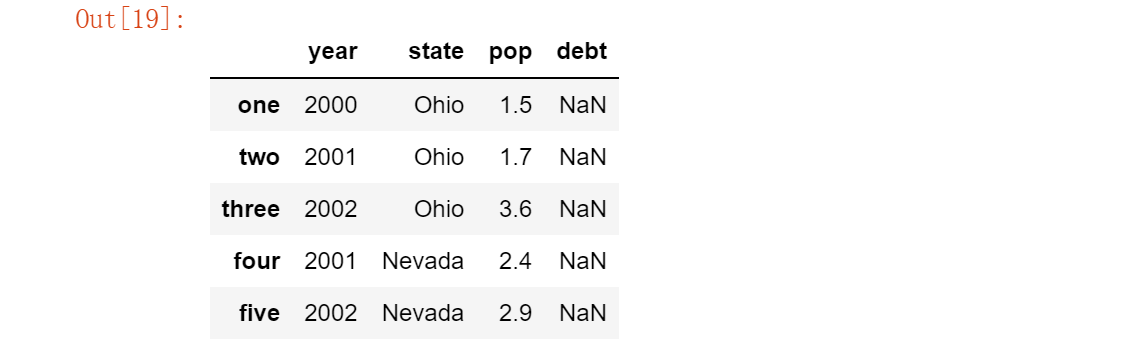 Out[19]:
year state pop debt
one 2000 Ohio 1.5 NaN
two 2001 Ohio 1.7 NaN
three 2002 Ohio 3.6 NaN
four 2001 Nevada 2.4 NaN
five 2002 Nevada 2.9 NaN